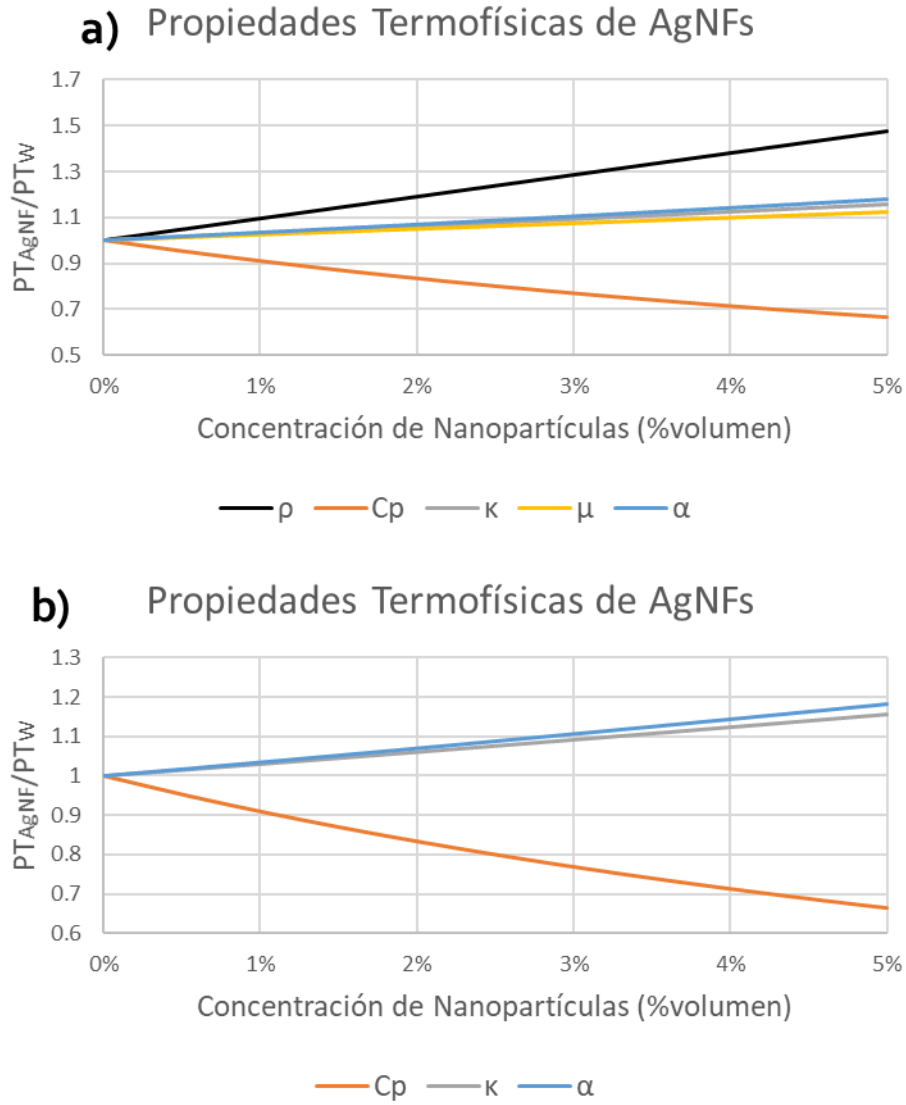 a) Propiedades Termofísicas de AgNFs
1.7
1.5
1.3
1.1
0.9
0.7
0.5
PTAgNF/PTW
0% 1% 2% 3% 4% 5%
Concentración de Nanopartículas (%volumen)
ρ Cp κ μ α
b) Propiedades Termofísicas de AgNFs
1.3
1.2
1.1
1
0.9
0.8
0.7
0.6
PTAgNF/PTW
0% 1% 2% 3% 4% 5%
Concentración de Nanopartículas (%volumen)
Cp κ α